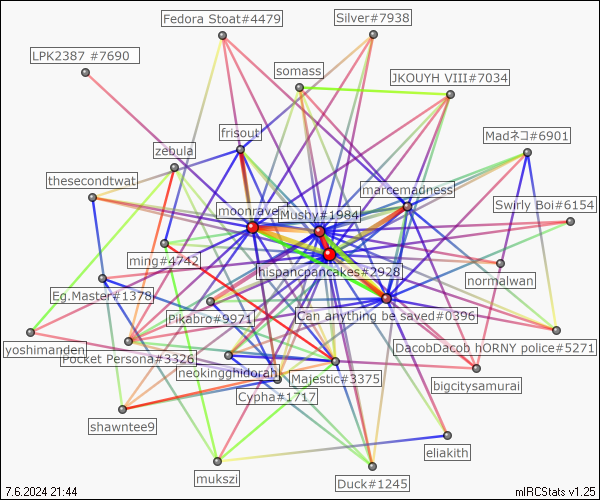 Fedora Stoat#4479
Silver#7938
LPK2387 #7690
somass
JKOUYH VIII#7034
frisout
Madネコ#6901
zebula
thesecondtwat
marcemadness
Swirly Boi#6154
moonrave
Mushy#1984
ming#4742
hispancpancakes#2928
normalwan
Eg.Master#1378
Pikabro#9971
Can anything be saved#0396
yoshimanden
Pocket Persona#3326
DacobDacob hORNY police#5271
neokingghidorah
Majestic#3375
bigcitysamurai
Cypha#1717
shawntee9
eliakith
mukszi
Duck#1245
7.6.2024 21:44
mIRCStats v1.25